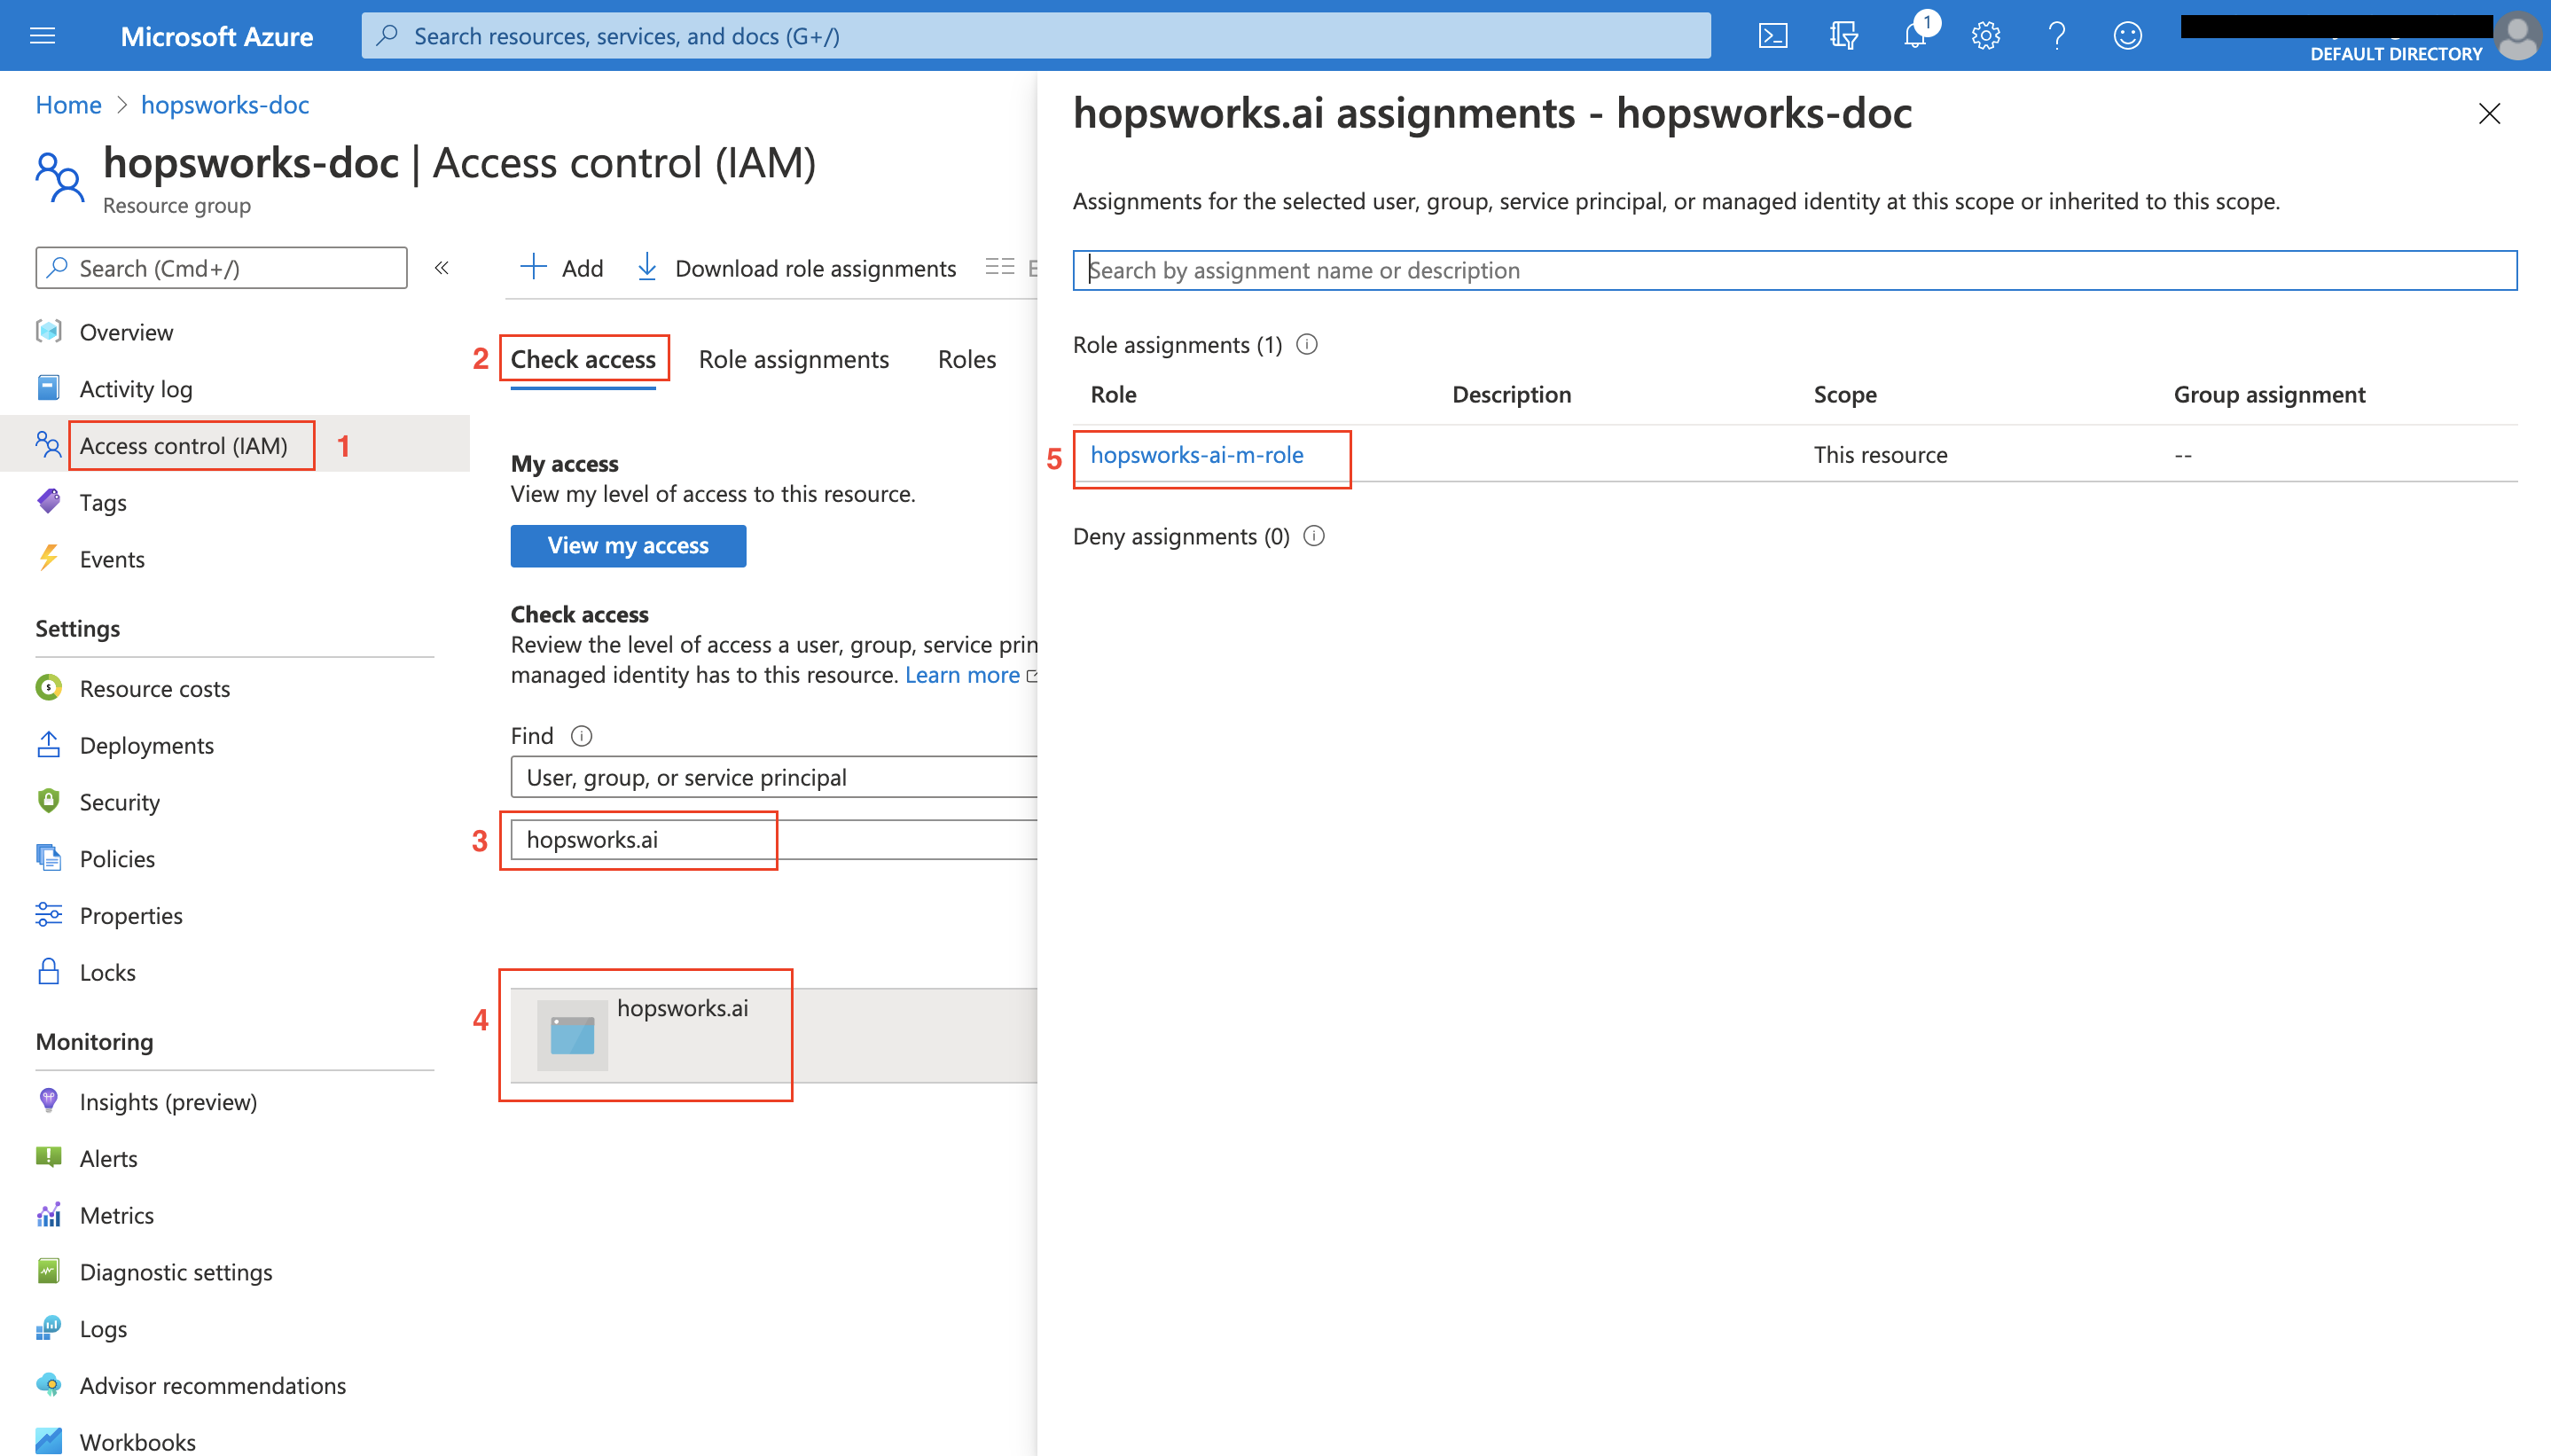 Microsoft Azure
Search resources, services, and docs (G+/)
1
DEFAULT DIRECTORY
Home > hopsworks-doc
hopsworks-doc | Access control (IAM)
Resource group
Search (Cmd+/)
«
Overview
Activity log
Access control (IAM) 1
Tags
Events
Settings
Resource costs
Deployments
Security
Policies
Properties
Locks
Monitoring
Insights (preview)
Alerts
Metrics
Diagnostic settings
Logs
Advisor recommendations
Workbooks
Add
Download role assignments
2 Check access
Role assignments
Roles
My access
View my level of access to this resource.
View my access
Check access
Review the level of access a user, group, service prin
managed identity has to this resource. Learn more
Find
User, group, or service principal
3 hopsworks.ai
4 hopsworks.ai
hopsworks.ai assignments - hopsworks-doc
Assignments for the selected user, group, service principal, or managed identity at this scope or inherited to this scope.
Search by assignment name or description
Role assignments (1)
Role Description Scope Group assignment
5 hopsworks-ai-m-role This resource --
Deny assignments (0)